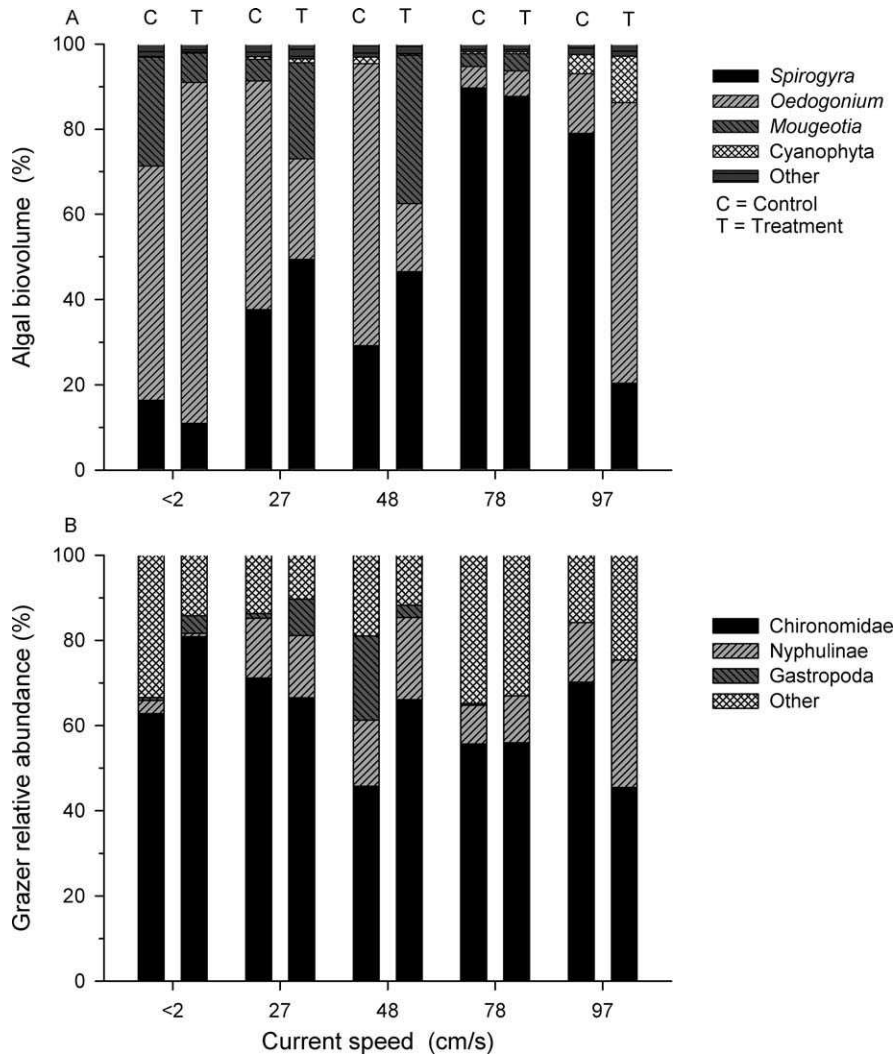 A
C T C T C T C T C T
100
80
60
40
20
0
Algal biovolume (%)
<2 27 48 78 97
Spirogyra
Oedogonium
Mougeotia
Cyanophyta
Other
C = Control
T = Treatment
B
100
80
60
40
20
0
Grazer relative abundance (%)
<2 27 48 78 97
Current speed (cm/s)
Chironomidae
Nyphulinae
Gastropoda
Other